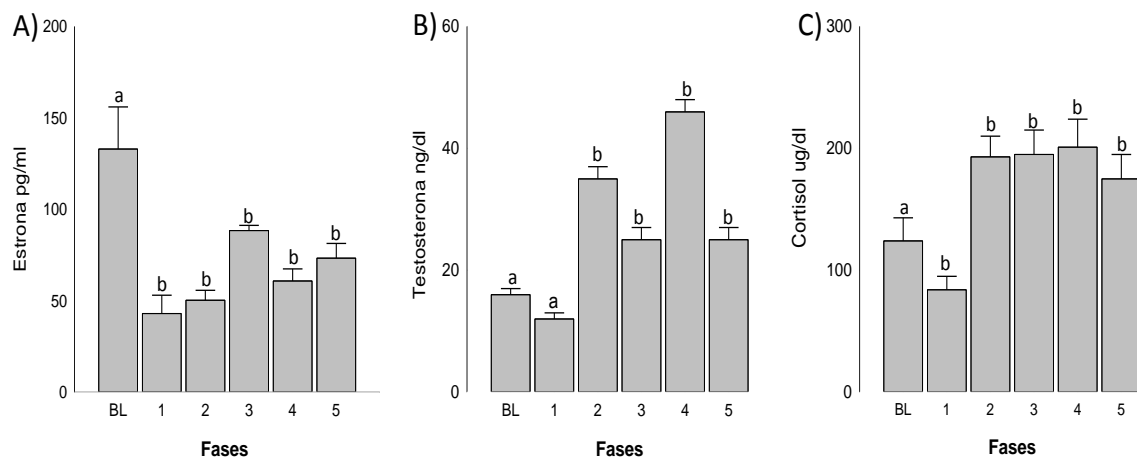 A)
200
150
100
50
0
Estrona pg/ml
a
b
b
b
b
b
BL 1 2 3 4 5
Fases
B)
60
40
20
0
Testosterona ng/dl
a
a
b
b
b
b
BL 1 2 3 4 5
Fases
C)
300
200
100
0
Cortisol ug/dl
a
b
b
b
b
b
BL 1 2 3 4 5
Fases